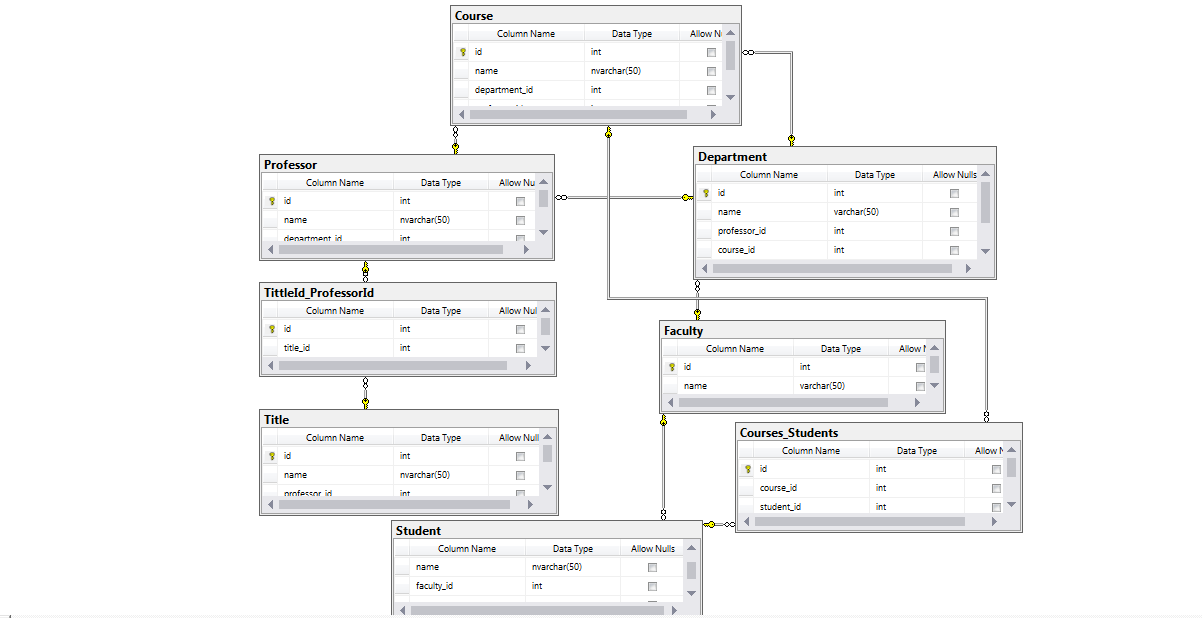 Course
Column Name Data Type Allow Nu
id int
name nvarchar(50)
department_id int
Professor
Column Name Data Type Allow Nu
id int
name nvarchar(50)
department_id int
Department
Column Name Data Type Allow Nulls
id int
name varchar(50)
professor_id int
course_id int
TittleId_ProfessorId
Column Name Data Type Allow Nul
id int
title_id int
Faculty
Column Name Data Type Allow N
id int
name varchar(50)
Title
Column Name Data Type Allow Null
id int
name nvarchar(50)
professor_id int
Courses_Students
Column Name Data Type Allow N
id int
course_id int
student_id int
Student
Column Name Data Type Allow Nulls
name nvarchar(50)
faculty_id int